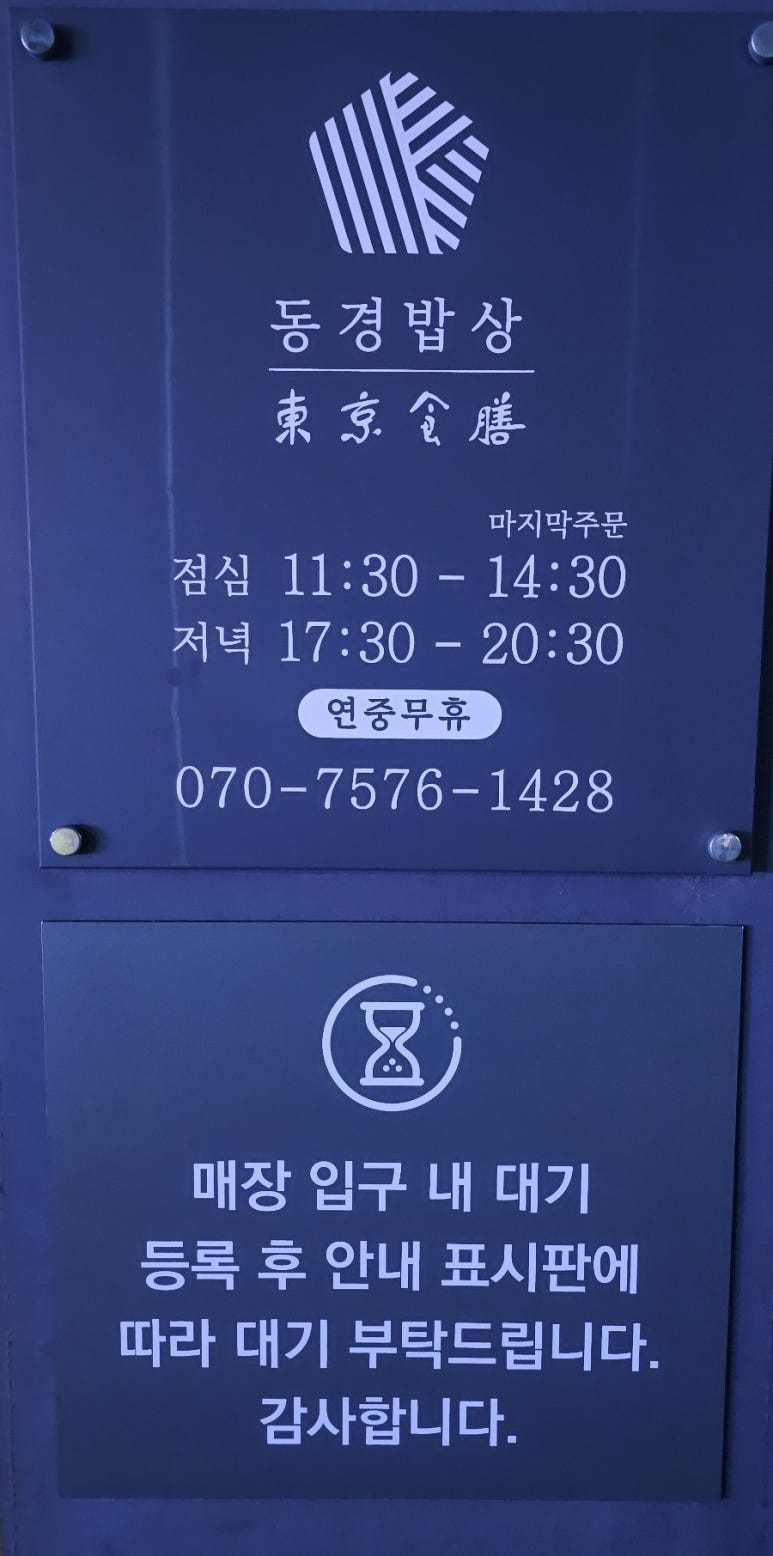 동경밥상
東京食膳
마지막주문
점심 11:30 - 14:30
저녁 17:30 - 20:30
연중무휴
070-7576-1428
매장 입구 내 대기
등록 후 안내 표시판에
따라 대기 부탁드립니다.
감사합니다.